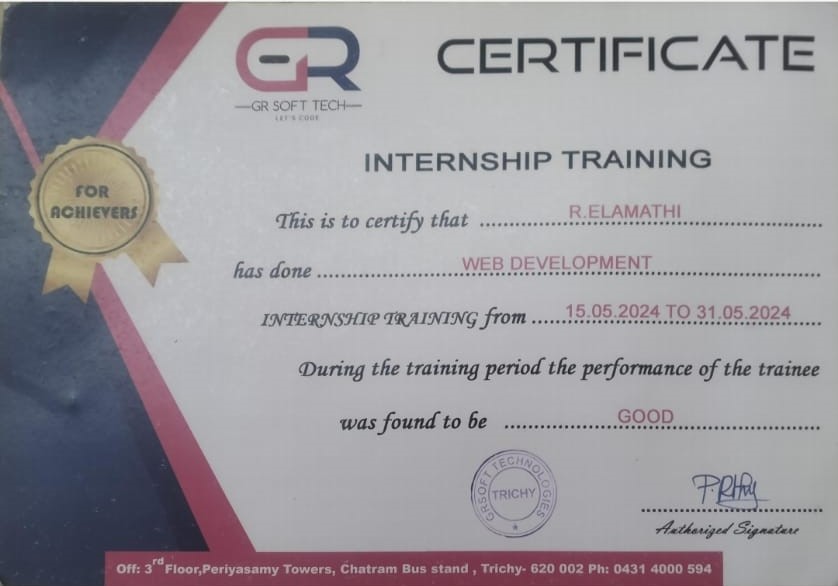 GR
CERTIFICATE
GR SOFT TECH
LET'S CODE
INTERNSHIP TRAINING
FOR
ACHIEVERS
This is to certify that ........ R.ELAMATHI
has done ........ WEB DEVELOPMENT
INTERNSHIP TRAINING from ........ 15.05.2024 TO 31.05.2024
During the training period the performance of the trainee
was found to be ........ GOOD
GRSOFT TECHNOLOGIES
TRICHY
Authorized Signature
Off: 3rd Floor,Periyasamy Towers, Chatram Bus stand , Trichy- 620 002 Ph: 0431 4000 594